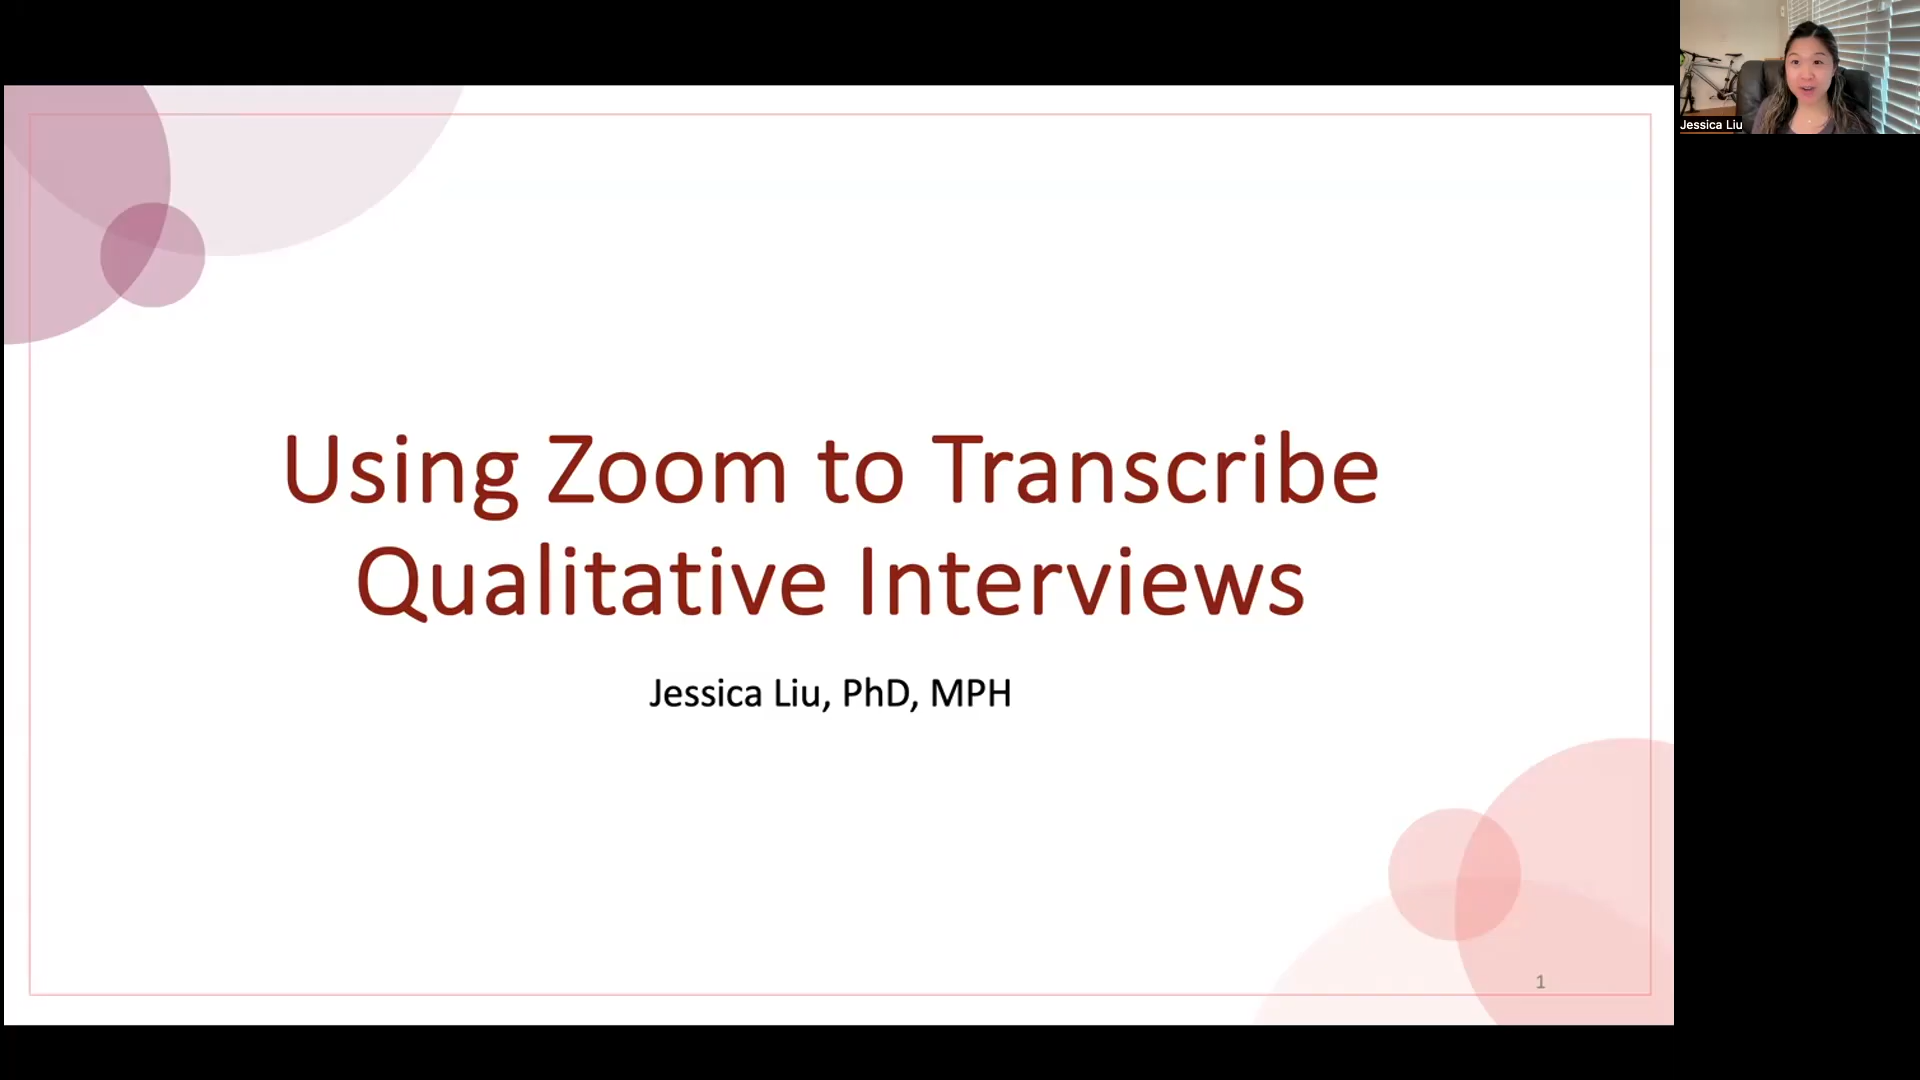 Using Zoom to Transcribe
Qualitative Interviews
Jessica Liu, PhD, MPH
1
Jessica Liu